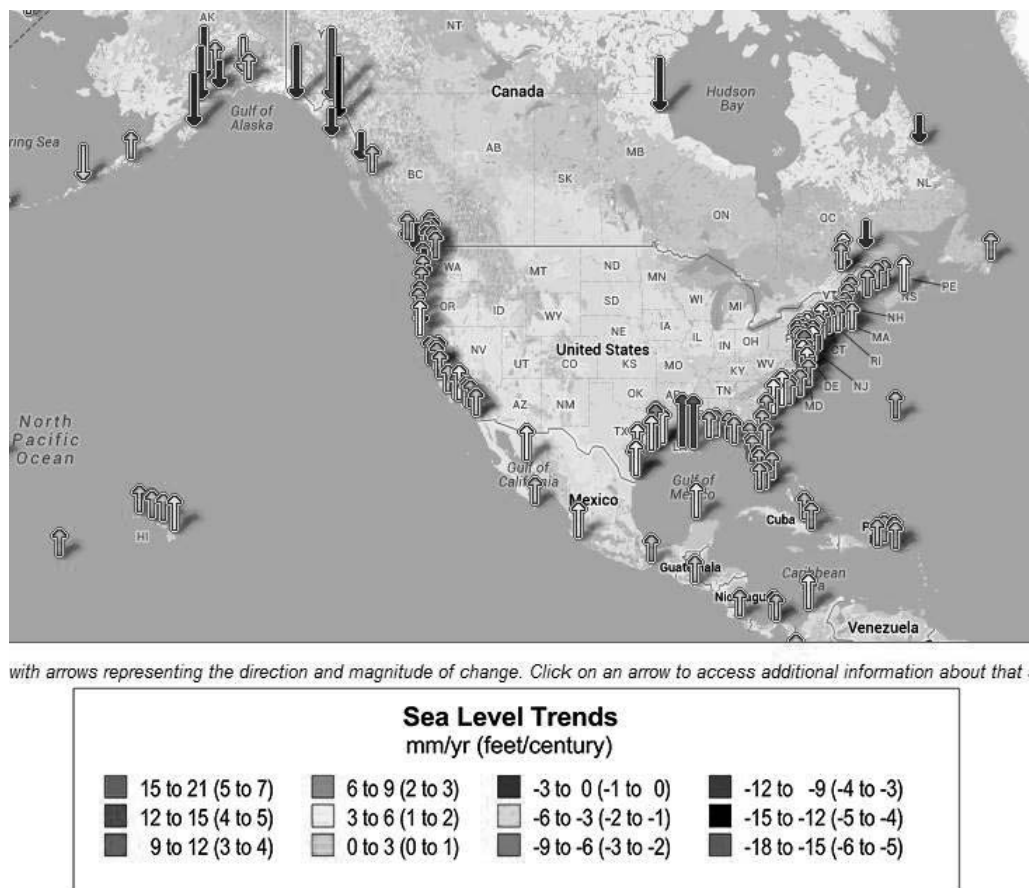 AK
Y
NT
Canada
Hudson
Bay
Gulf of
Alaska
ring Sea
AB
MB
BC
SK
NL
ON
QC
WA
MT
ND
MN
PE
NS
VT
NH
OR
ID
WY
SD
WI
MI
MA
NE
IA
NV
United States
IL
IN
OH
CT
RI
UT
CO
KS
MO
KY
WV
NJ
DE
MD
AZ
NM
OK
TN
TX
North
Pacific
Ocean
Gulf of
California
Gulf of
Mexico
Mexico
HI
Cuba
P
Guatemala
Caribbean
Nicaragu
Venezuela
with arrows representing the direction and magnitude of change. Click on an arrow to access additional information about that
Sea Level Trends
mm/yr (feet/century)
15 to 21 (5 to 7) 6 to 9 (2 to 3) -3 to 0 (-1 to 0) -12 to -9 (-4 to -3)
12 to 15 (4 to 5) 3 to 6 (1 to 2) -6 to -3 (-2 to -1) -15 to -12 (-5 to -4)
9 to 12 (3 to 4) 0 to 3 (0 to 1) -9 to -6 (-3 to -2) -18 to -15 (-6 to -5)